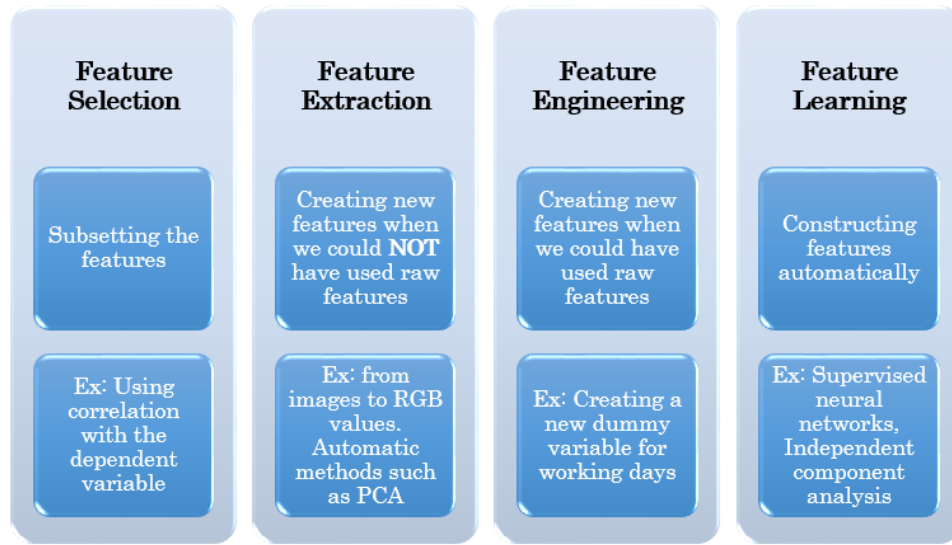 Feature
Selection
Subsetting the
features
Ex: Using
correlation
with the
dependent
variable
Feature
Extraction
Creating new
features when
we could NOT
have used raw
features
Ex: from
images to RGB
values.
Automatic
methods such
as PCA
Feature
Engineering
Creating new
features when
we could have
used raw
features
Ex: Creating a
new dummy
variable for
working days
Feature
Learning
Constructing
features
automatically
Ex: Supervised
neural
networks,
Independent
component
analysis